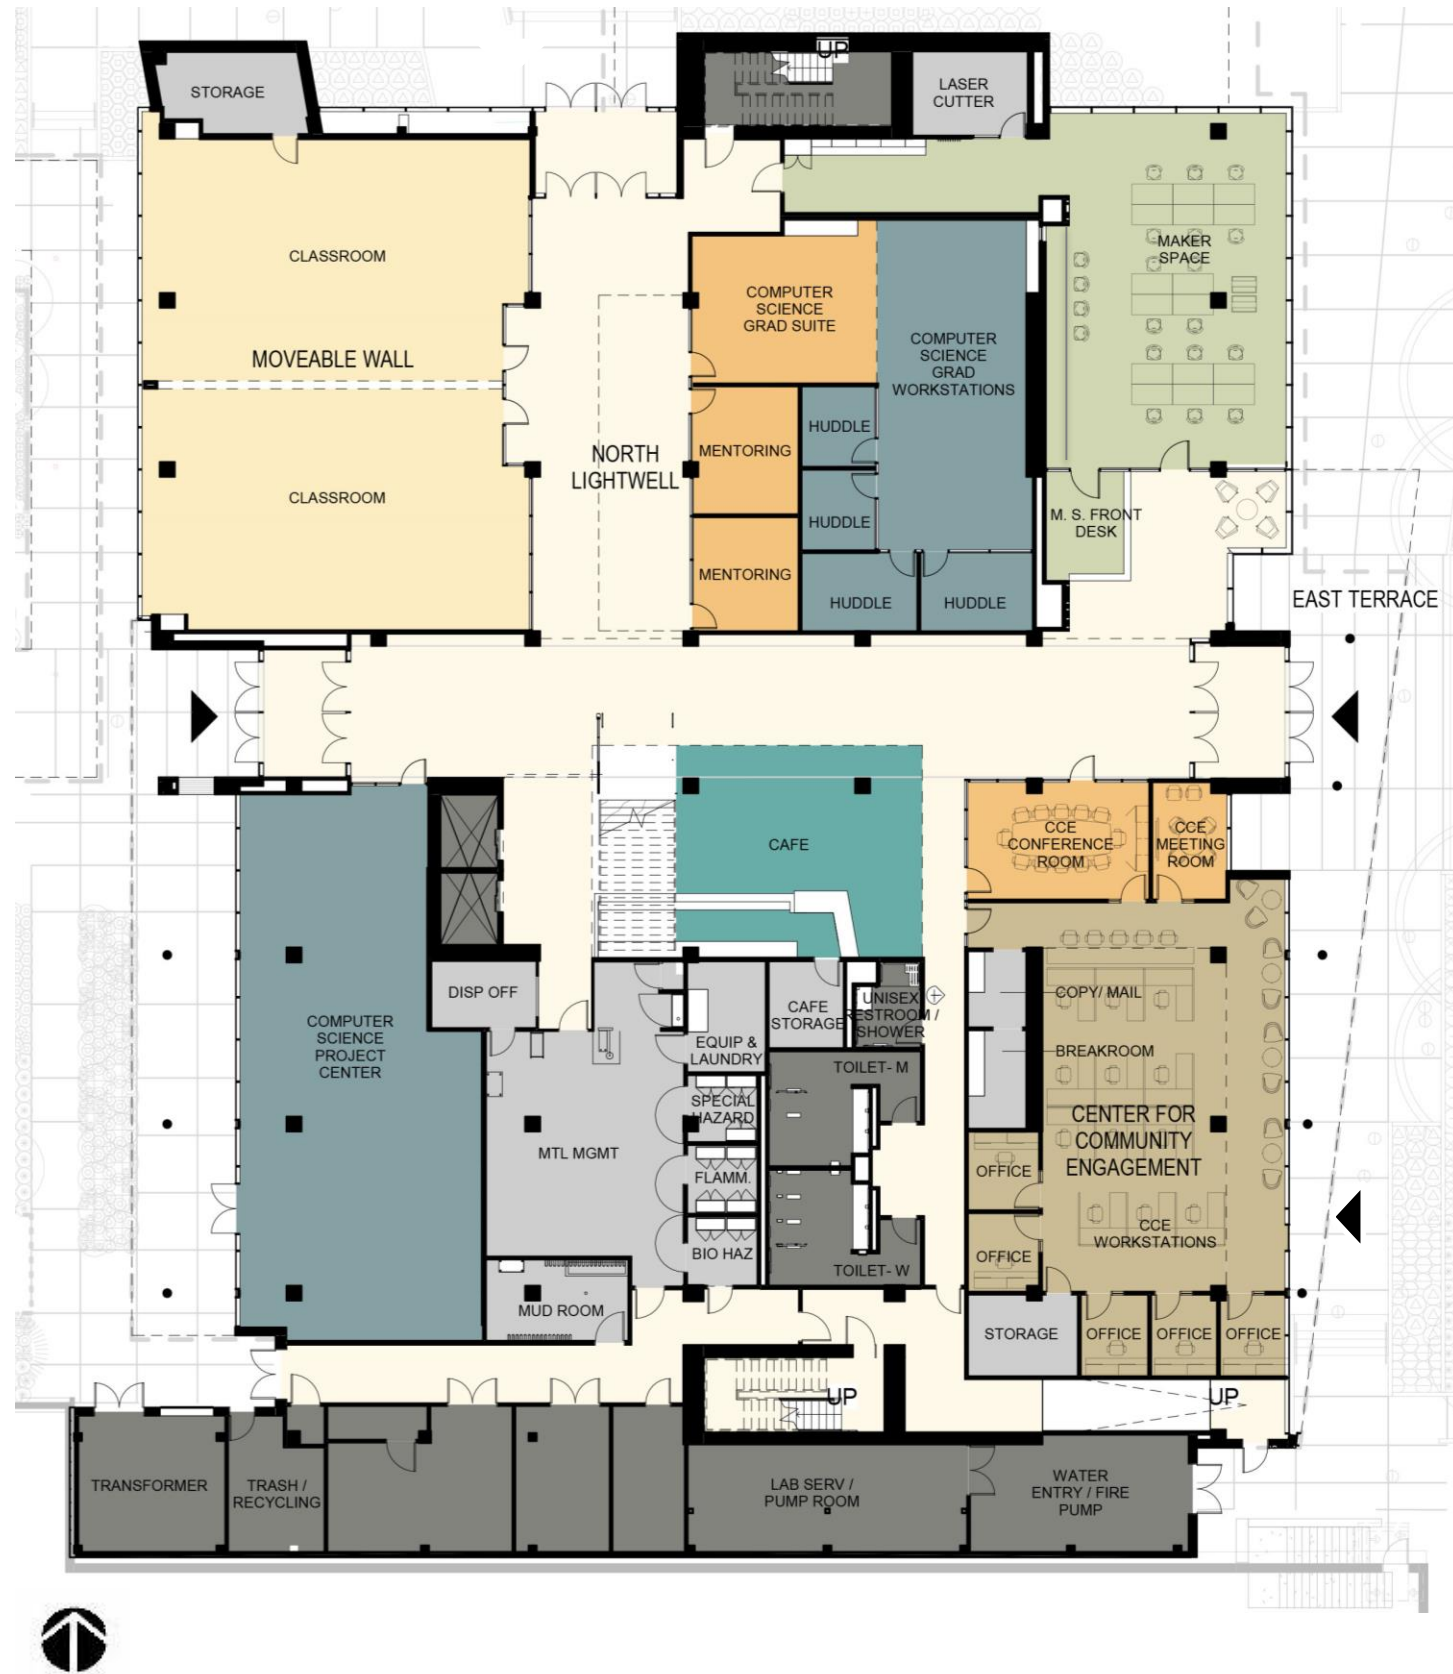 UP
STORAGE
LASER
CUTTER
CLASSROOM
MAKER
SPACE
COMPUTER
SCIENCE
GRAD SUITE
COMPUTER
SCIENCE
GRAD
WORKSTATIONS
MOVEABLE WALL
HUDDLE
MENTORING
NORTH
LIGHTWELL
CLASSROOM
HUDDLE
M. S. FRONT
DESK
MENTORING
HUDDLE
HUDDLE
EAST TERRACE
CAFE
CCE
CONFERENCE
ROOM
CCE
MEETING
ROOM
DISP OFF
COPY/ MAIL
CAFE
STORAGE
UNISEX
RESTROOM /
SHOWER
COMPUTER
SCIENCE
PROJECT
CENTER
EQUIP &
LAUNDRY
BREAKROOM
TOILET- M
SPECIAL
HAZARD
CENTER FOR
COMMUNITY
ENGAGEMENT
MTL MGMT
FLAMM.
OFFICE
CCE
WORKSTATIONS
BIO HAZ
OFFICE
TOILET- W
MUD ROOM
STORAGE
OFFICE
OFFICE
OFFICE
UP
UP
TRANSFORMER
TRASH /
RECYCLING
LAB SERV /
PUMP ROOM
WATER
ENTRY / FIRE
PUMP